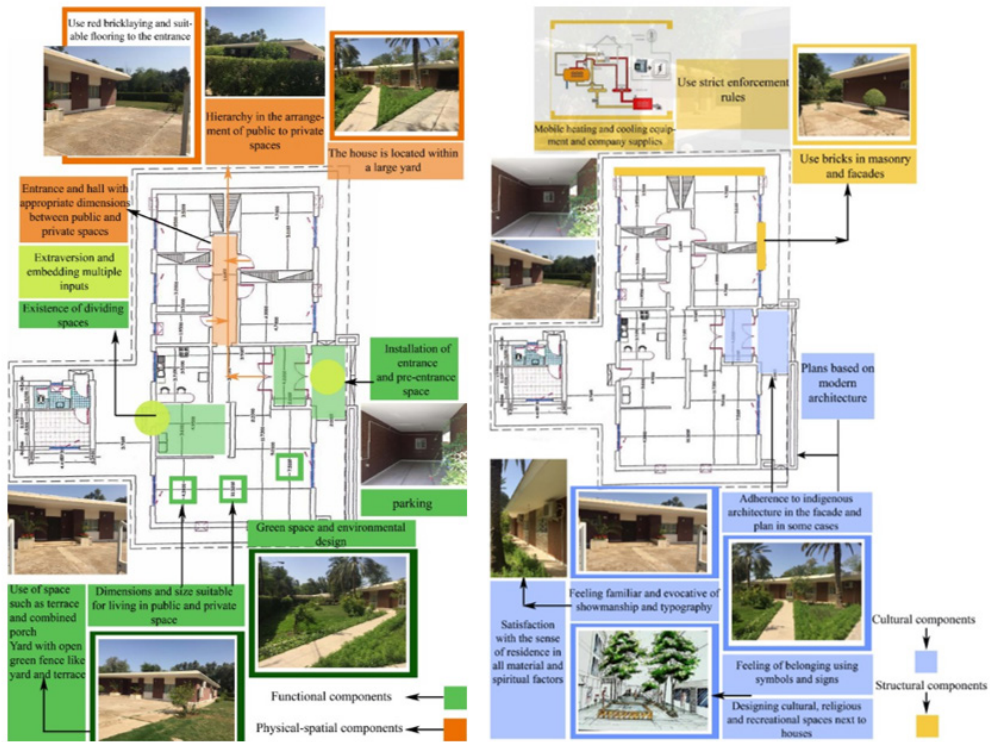 Use red bricklaying and suit-
able flooring to the entrance
Hierarchy in the arrange-
ment of public to private
spaces
The house is located within
a large yard
Entrance and hall with
appropriate dimensions
between public and
private spaces
Extraversion and
embedding multiple
inputs
Existence of dividing
spaces
Installation of
entrance
and pre-entrance
space
parking
Green space and environmental
design
Use of space
such as terrace
and combined
porch
Yard with open
green fence like
yard and terrace
Dimensions and size suitable
for living in public and private
space
Functional components
Physical-spatial components
Use strict enforcement
rules
Mobile heating and cooling equip-
ment and company supplies
Use bricks in masonry
and facades
Plans based on
modern
architecture
Adherence to indigenous
architecture in the facade and
plan in some cases
Feeling familiar and evocative of
showmanship and typography
Satisfaction
with the sense
of residence in
all material and
spiritual factors
Feeling of belonging using
symbols and signs
Designing cultural, religious
and recreational spaces next to
houses
Cultural components
Structural components